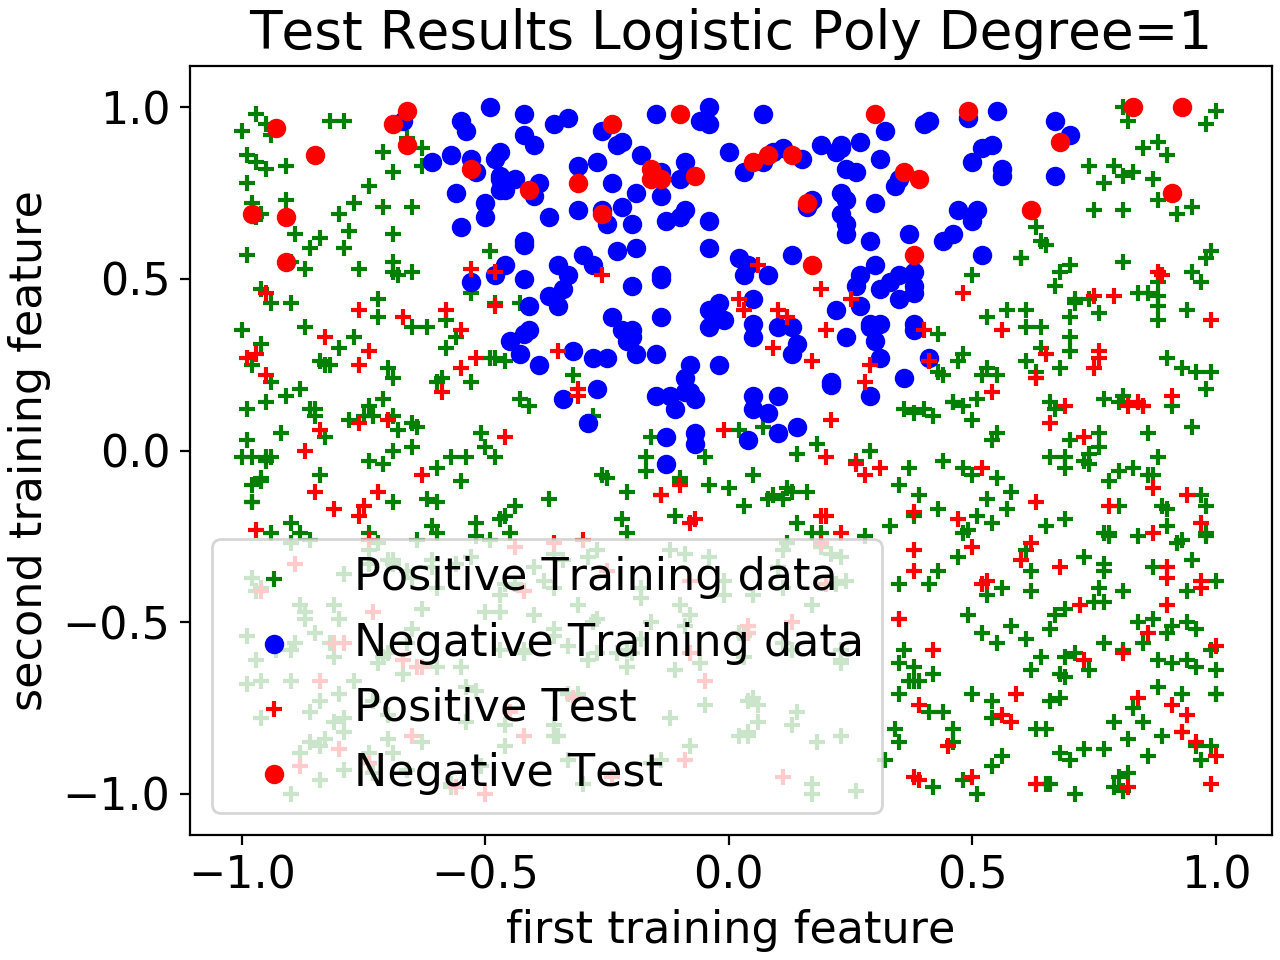 Test Results Logistic Poly Degree=1
1.0
0.5
0.0
−0.5
−1.0
second training feature
Positive Training data
Negative Training data
Positive Test
Negative Test
−1.0 −0.5 0.0 0.5 1.0
first training feature